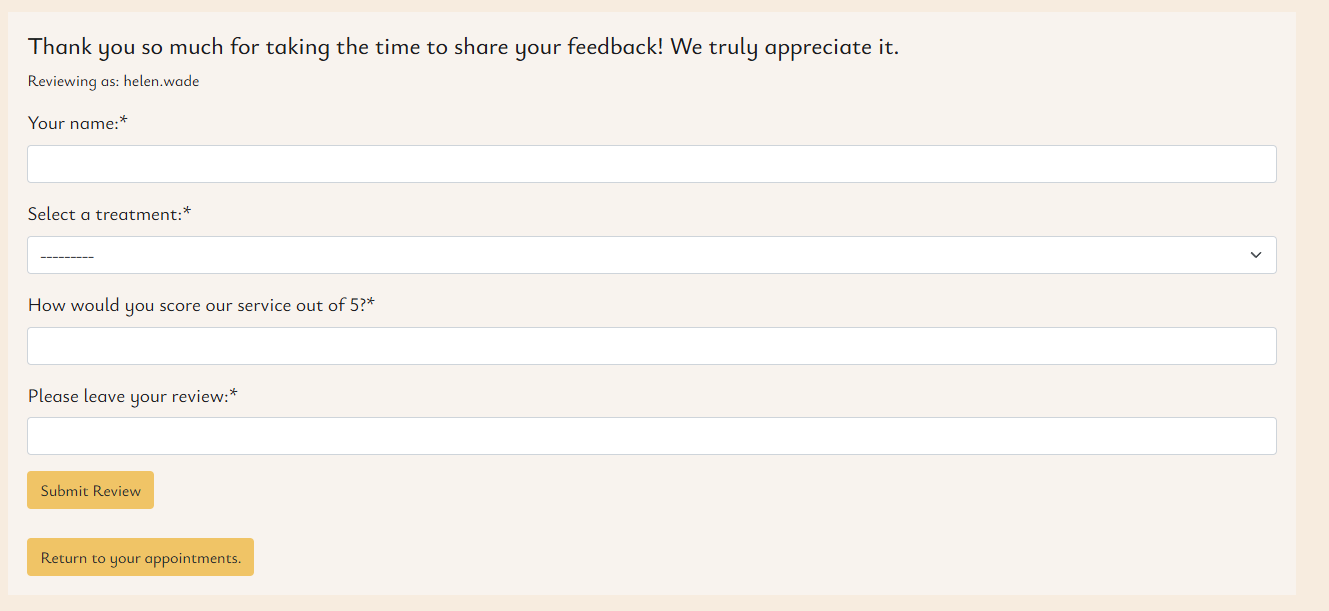 Thank you so much for taking the time to share your feedback! We truly appreciate it.
Reviewing as: helen.wade
Your name:*
Select a treatment:*
---------
How would you score our service out of 5?*
Please leave your review:*
Submit Review
Return to your appointments.